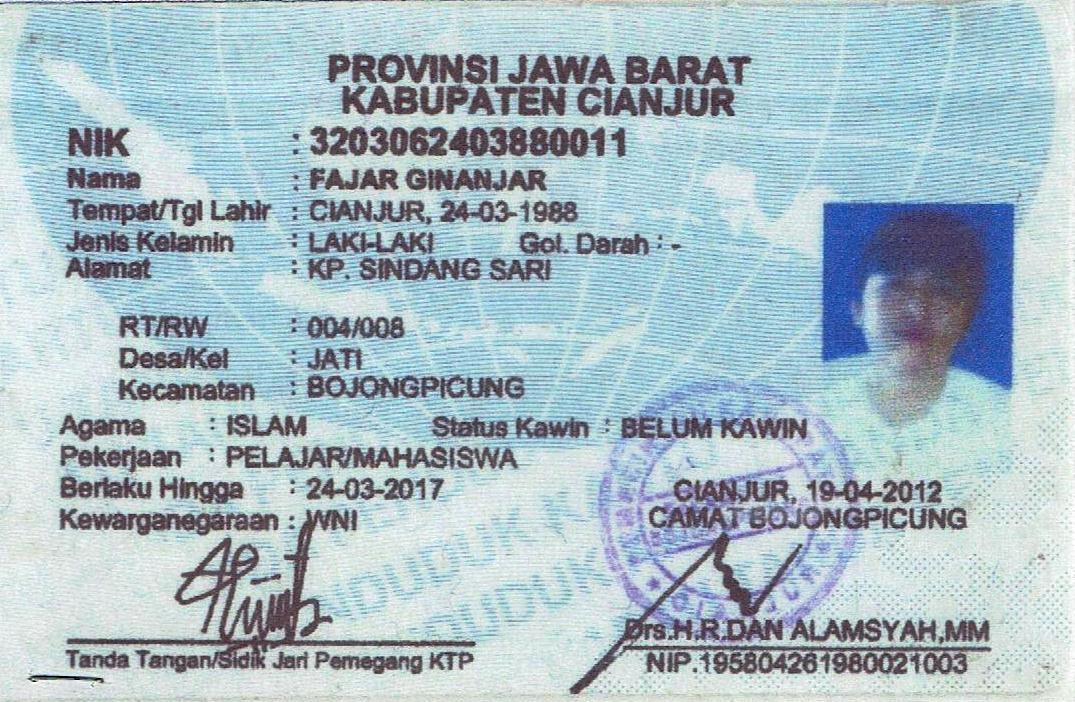 PROVINSI JAWA BARAT
KABUPATEN CIANJUR
NIK : 3203062403880011
Nama : FAJAR GINANJAR
Tempat/Tgl Lahir : CIANJUR, 24-03-1988
Jenis Kelamin : LAKI-LAKI Gol. Darah : -
Alamat : KP. SINDANG SARI
RT/RW : 004/008
Desa/Kel : JATI
Kecamatan : BOJONGPICUNG
Agama : ISLAM Status Kawin : BELUM KAWIN
Pekerjaan : PELAJAR/MAHASISWA
Berlaku Hingga : 24-03-2017
Kewarganegaraan : WNI
CIANJUR, 19-04-2012
CAMAT BOJONGPICUNG
Drs.H.R.DAN ALAMSYAH,MM
NIP.195804261980021003
Tanda Tangan/Sidik Jari Pemegang KTP